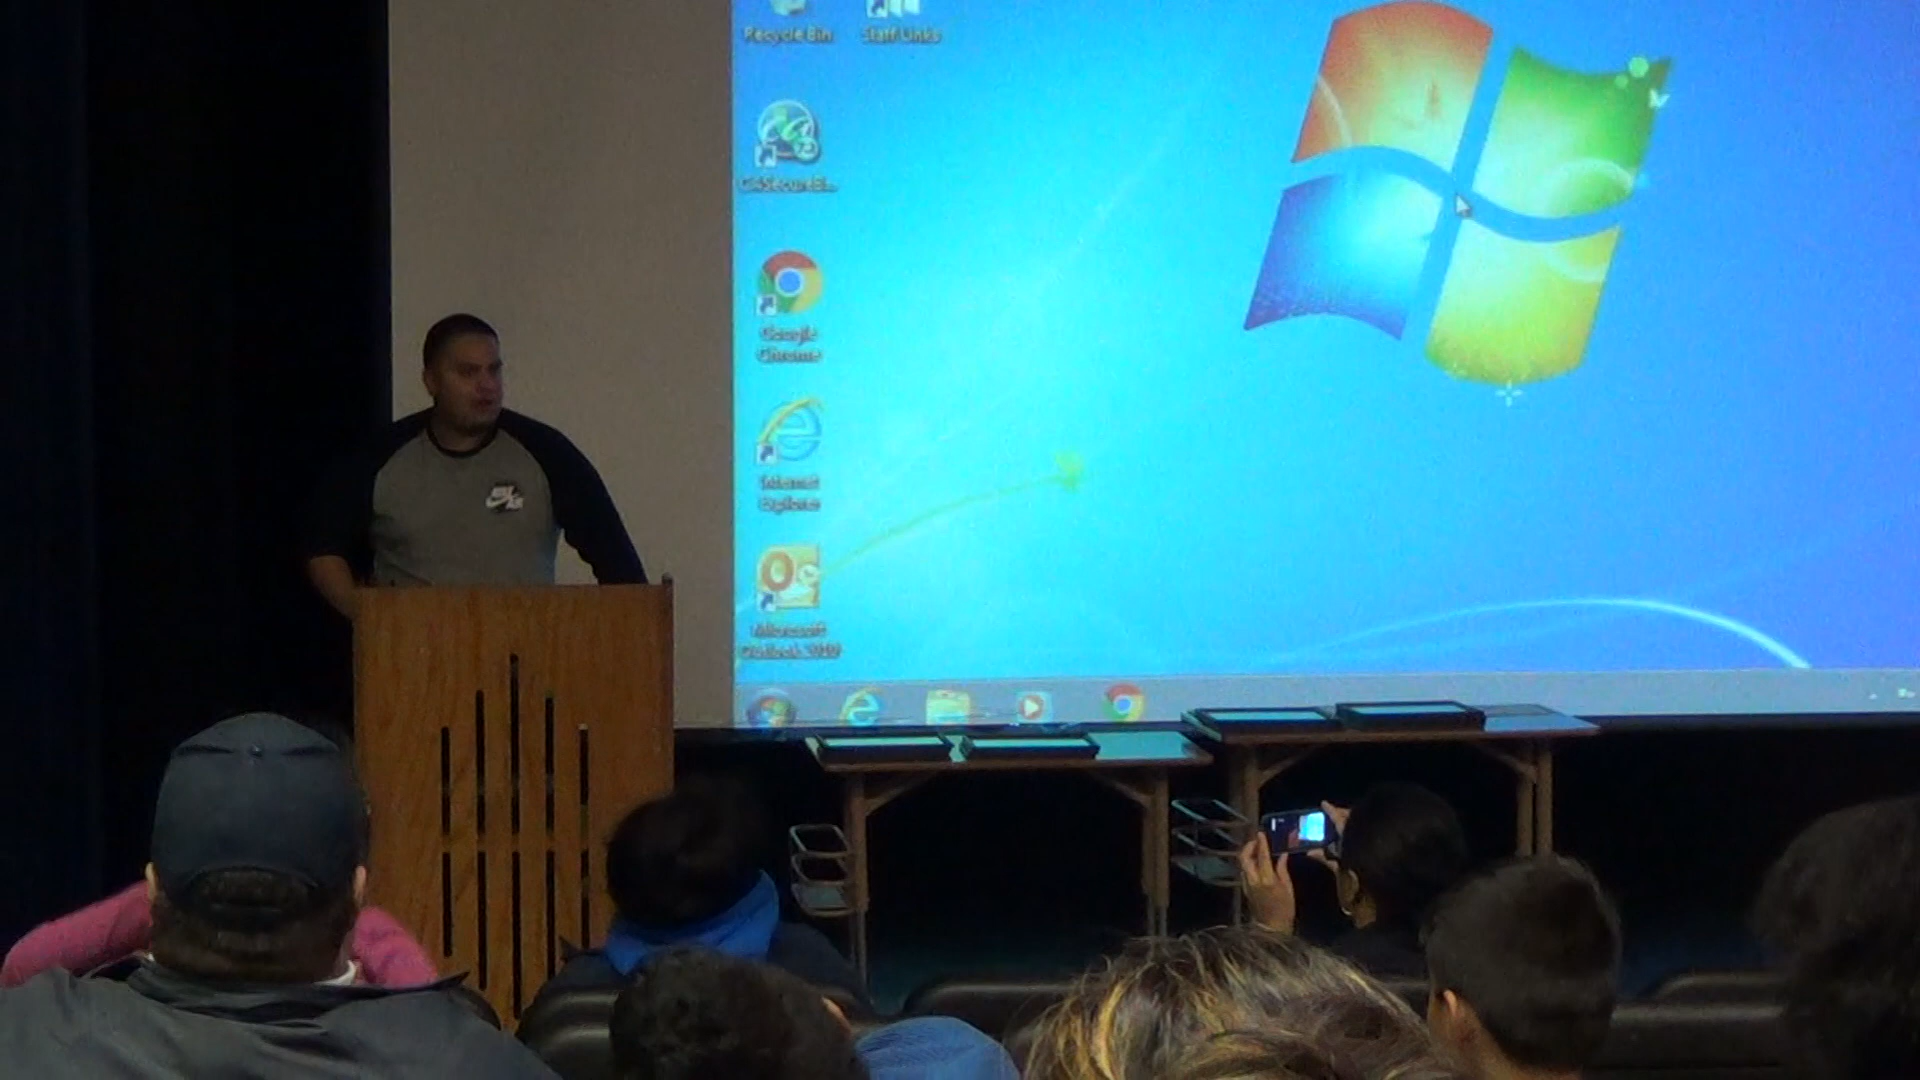 Recycle Bin
Staff Links
Google
Chrome
Internet
Explorer
Microsoft
Outlook 2010